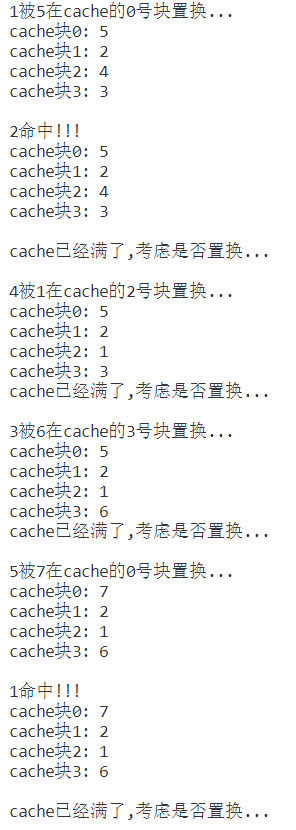 1被5在cache的0号块置换...
cache块0: 5
cache块1: 2
cache块2: 4
cache块3: 3
2命中!!!
cache块0: 5
cache块1: 2
cache块2: 4
cache块3: 3
cache已经满了,考虑是否置换...
4被1在cache的2号块置换...
cache块0: 5
cache块1: 2
cache块2: 1
cache块3: 3
cache已经满了,考虑是否置换...
3被6在cache的3号块置换...
cache块0: 5
cache块1: 2
cache块2: 1
cache块3: 6
cache已经满了,考虑是否置换...
5被7在cache的0号块置换...
cache块0: 7
cache块1: 2
cache块2: 1
cache块3: 6
1命中!!!
cache块0: 7
cache块1: 2
cache块2: 1
cache块3: 6
cache已经满了,考虑是否置换...